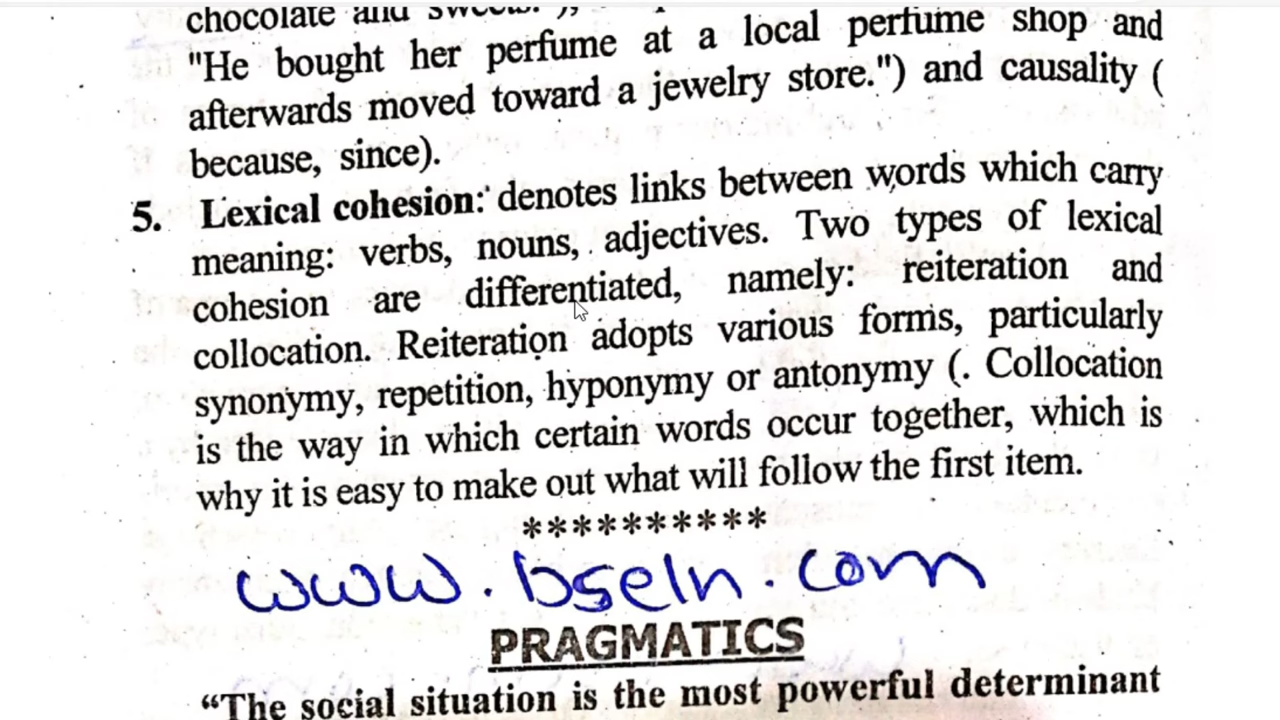 chocolate and sweets.
"He bought her perfume at a local perfume shop and
afterwards moved toward a jewelry store.") and causality (
because, since).
5. Lexical cohesion: denotes links between words which carry
meaning: verbs, nouns, adjectives. Two types of lexical
cohesion are differentiated, namely: reiteration and
collocation. Reiteration adopts various forms, particularly
synonymy, repetition, hyponymy or antonymy (. Collocation
is the way in which certain words occur together, which is
why it is easy to make out what will follow the first item.
**********
www.bseln.com
PRAGMATICS
“The social situation is the most powerful determinant